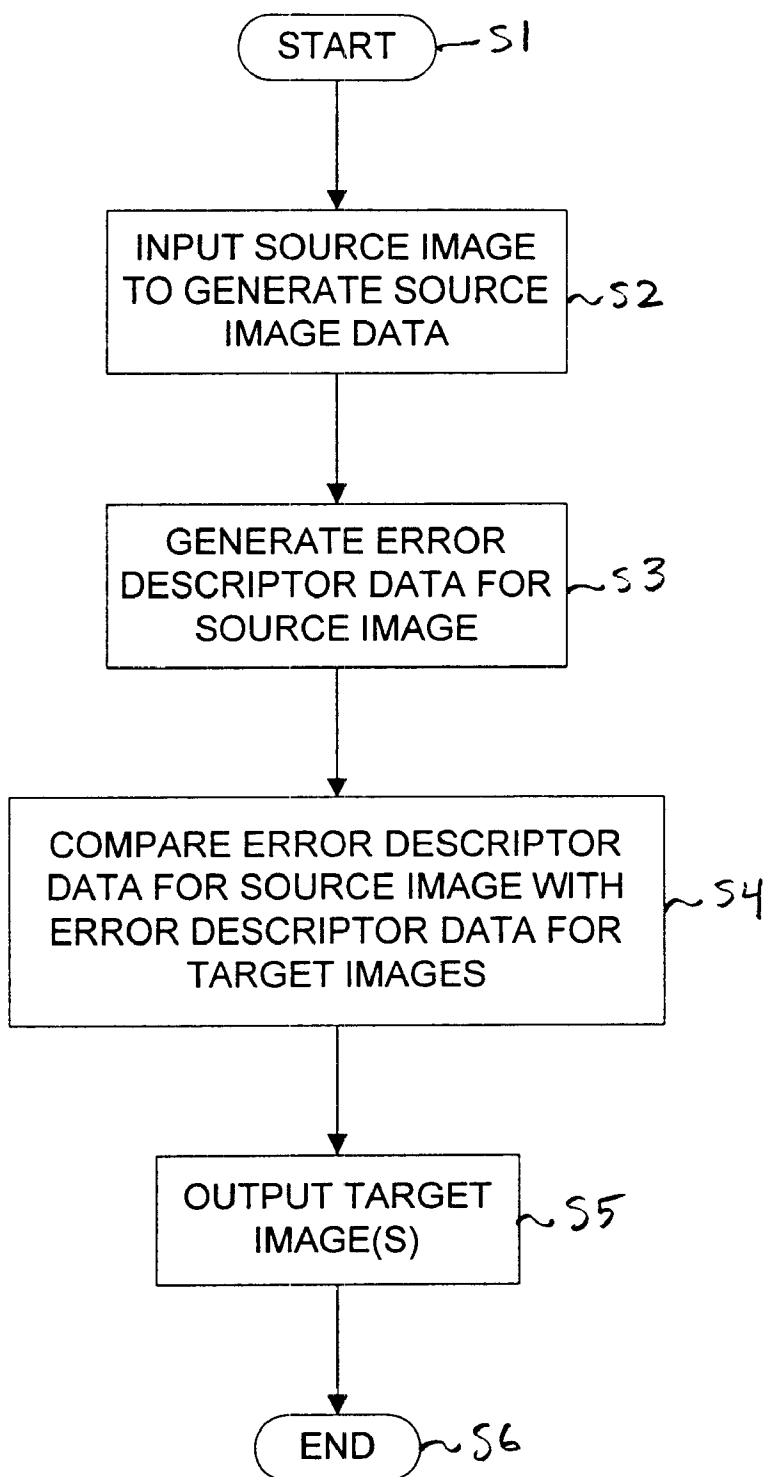 START
S1
INPUT SOURCE IMAGE
TO GENERATE SOURCE
IMAGE DATA
S2
GENERATE ERROR
DESCRIPTOR DATA FOR
SOURCE IMAGE
S3
COMPARE ERROR DESCRIPTOR
DATA FOR SOURCE IMAGE WITH
ERROR DESCRIPTOR DATA FOR
TARGET IMAGES
S4
OUTPUT TARGET
IMAGE(S)
S5
END
S6